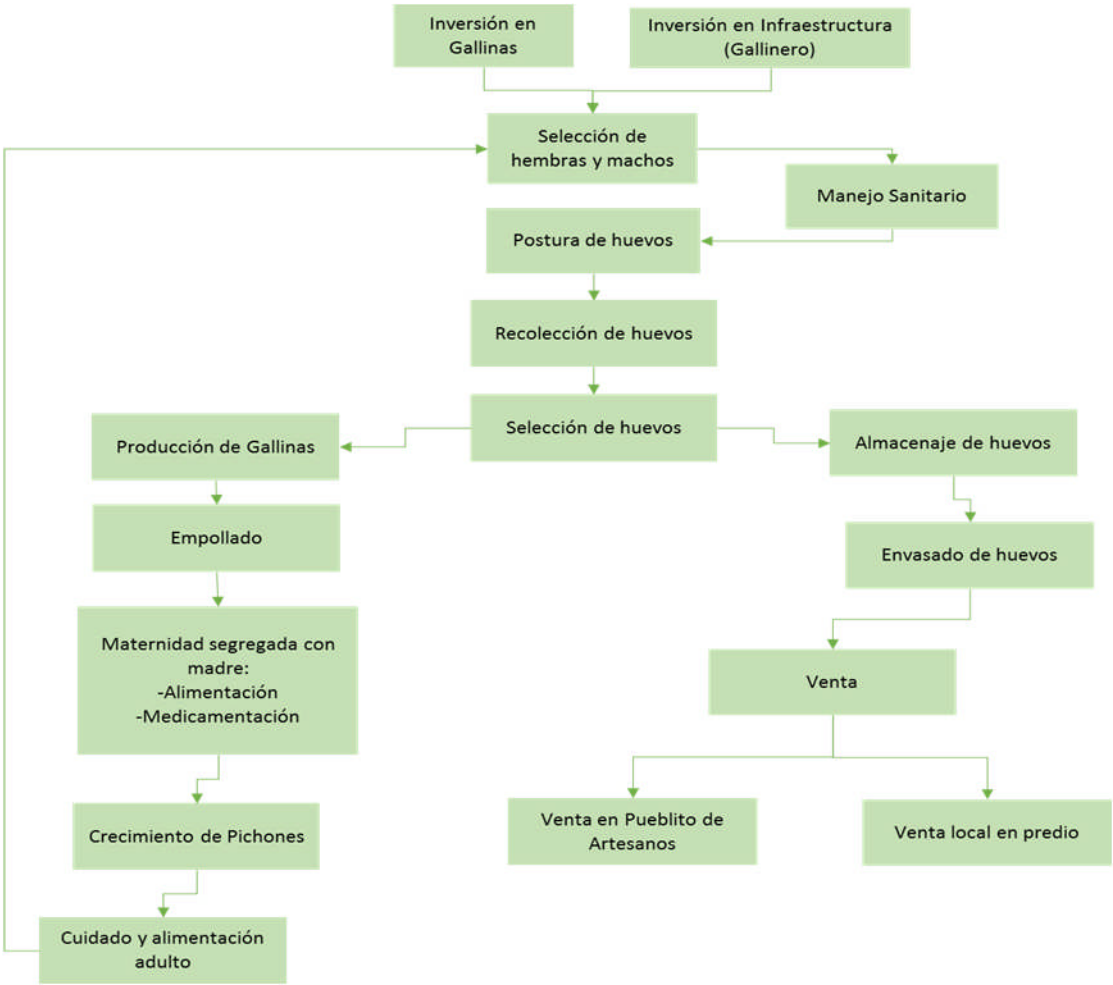 Inversión en
Gallinas
Inversión en Infraestructura
(Gallinero)
Selección de
hembras y machos
Manejo Sanitario
Postura de huevos
Recolección de huevos
Selección de huevos
Producción de Gallinas
Almacenaje de huevos
Empollado
Envasado de huevos
Maternidad segregada con
madre:
-Alimentación
-Medicamentación
Venta
Crecimiento de Pichones
Venta en Pueblito de
Artesanos
Venta local en predio
Cuidado y alimentación
adulto